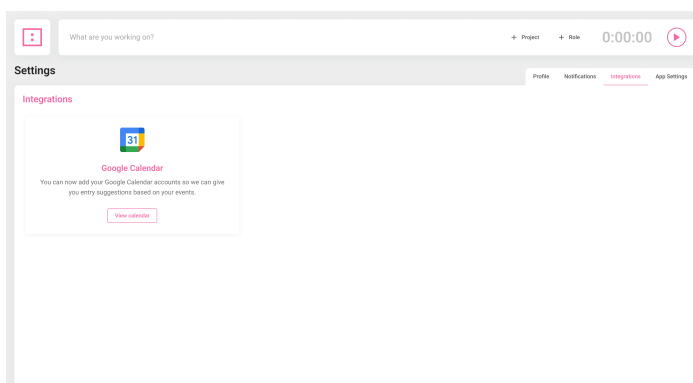 What are you working on?
+ Project
+ Role
0:00:00
Settings
Profile
Notifications
Integrations
App Settings
Integrations
31
Google Calendar
You can now add your Google Calendar accounts so we can give
you entry suggestions based on your events.
View calendar